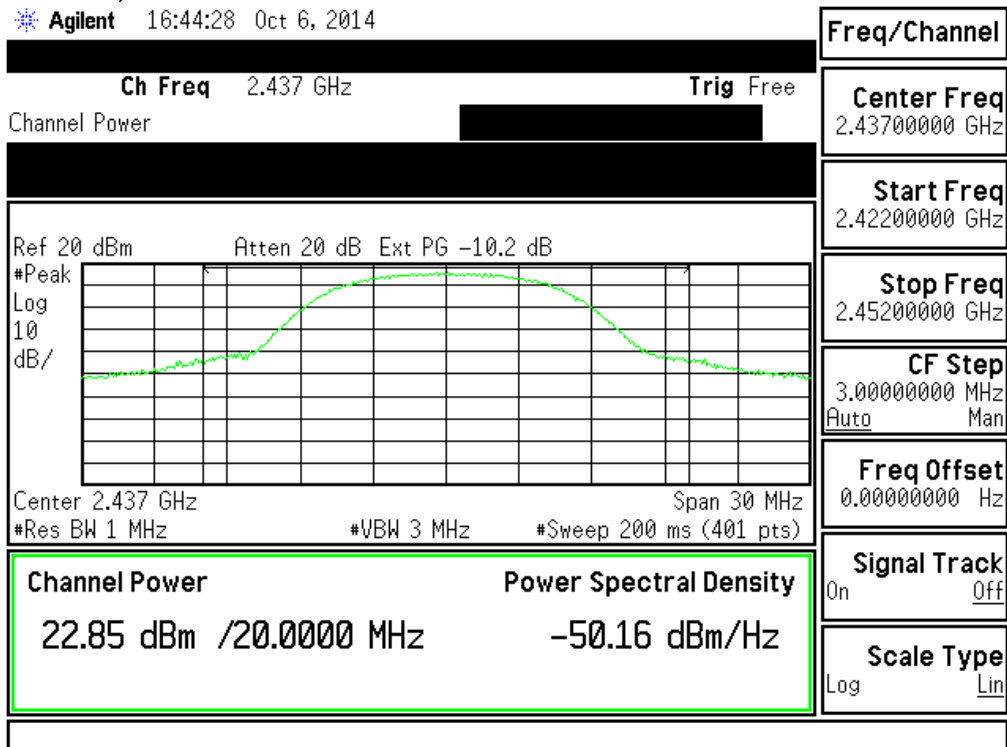 Agilent 16:44:28 Oct 6, 2014
Freq/Channel
Ch Freq 2.437 GHz Trig Free
Channel Power
Center Freq
2.43700000 GHz
Start Freq
2.42200000 GHz
Stop Freq
2.45200000 GHz
CF Step
3.00000000 MHz
Auto Man
Freq Offset
0.00000000 Hz
Signal Track
On Off
Scale Type
Log Lin
Ref 20 dBm Atten 20 dB Ext PG -10.2 dB
#Peak
Log
10
dB/
Center 2.437 GHz Span 30 MHz
#Res BW 1 MHz #VBW 3 MHz #Sweep 200 ms (401 pts)
Channel Power Power Spectral Density
22.85 dBm /20.0000 MHz -50.16 dBm/Hz